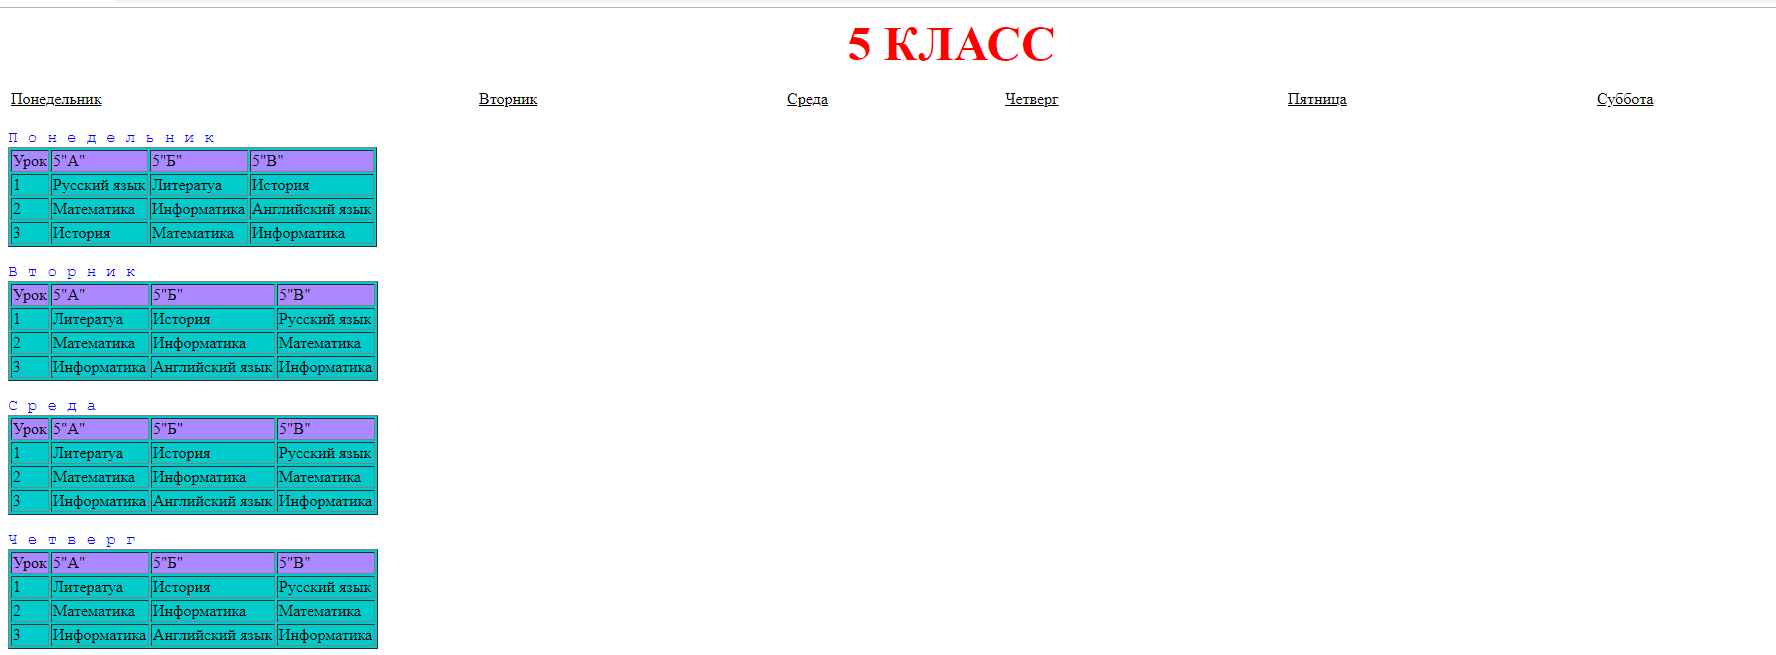 5 КЛАСС
Понедельник Вторник Среда Четверг Пятница Суббота
П о н е д е л ь н и к
Урок 5"А" 5"Б" 5"В"
1 Русский язык Литератуа История
2 Математика Информатика Английский язык
3 История Математика Информатика
В т о р н и к
Урок 5"А" 5"Б" 5"В"
1 Литератуа История Русский язык
2 Математика Информатика Математика
3 Информатика Английский язык Информатика
С р е д а
Урок 5"А" 5"Б" 5"В"
1 Литератуа История Русский язык
2 Математика Информатика Математика
3 Информатика Английский язык Информатика
Ч е т в е р г
Урок 5"А" 5"Б" 5"В"
1 Литератуа История Русский язык
2 Математика Информатика Математика
3 Информатика Английский язык Информатика